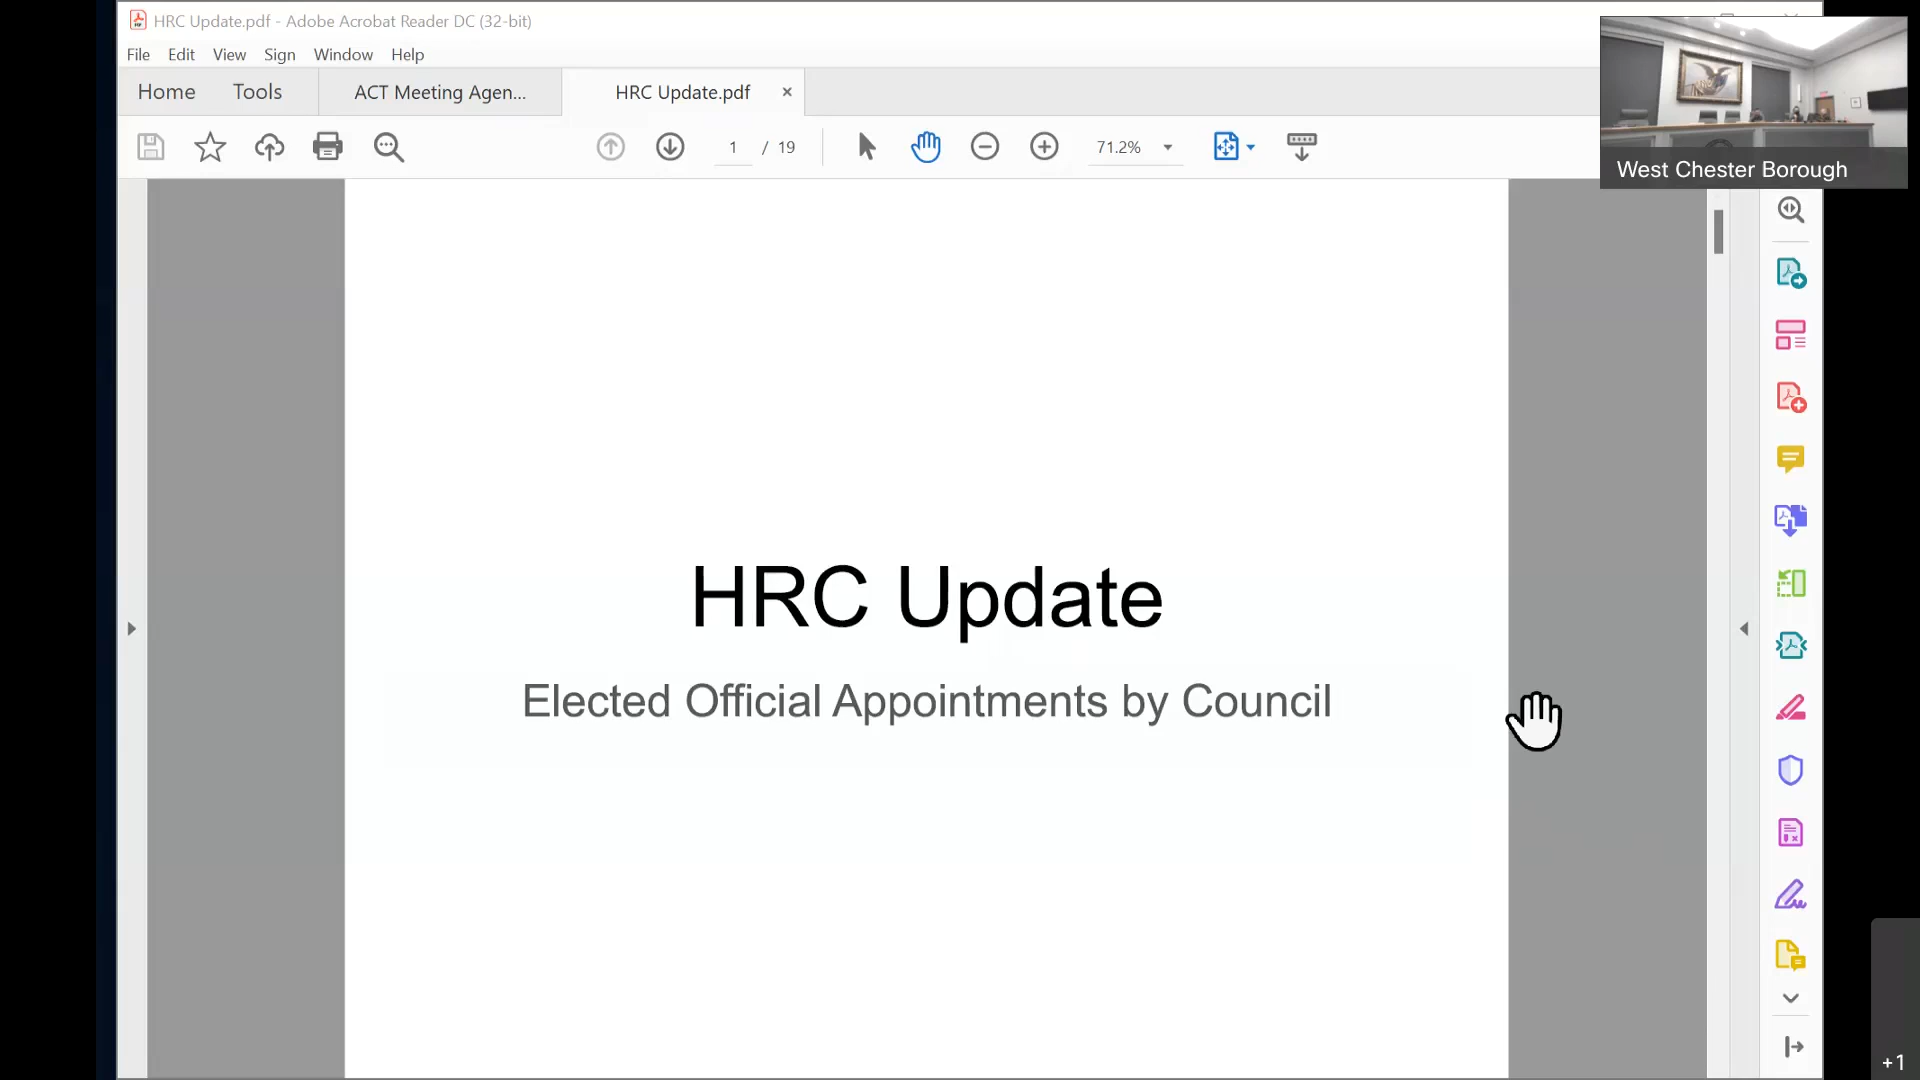 HRC Update.pdf - Adobe Acrobat Reader DC (32-bit)
File Edit View Sign Window Help
Home Tools ACT Meeting Agen... HRC Update.pdf ×
1 / 19 71.2%
West Chester Borough
HRC Update
Elected Official Appointments by Council
+1